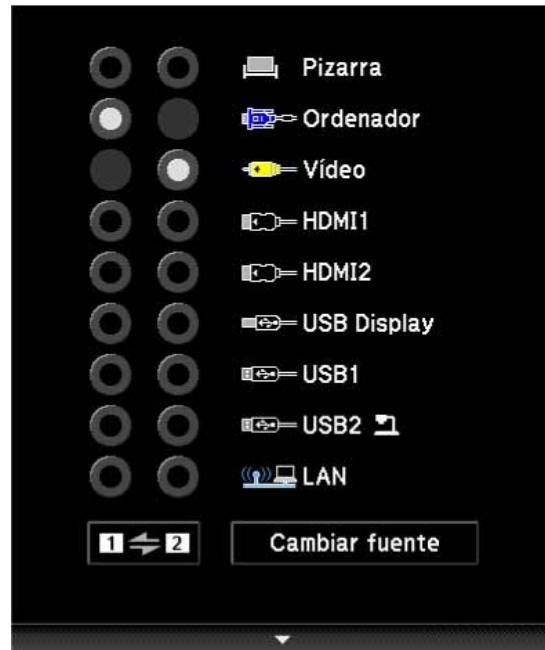 Pizarra
Ordenador
Vídeo
HDMI1
HDMI2
USB Display
USB1
USB2
LAN
1 2 Cambiar fuente